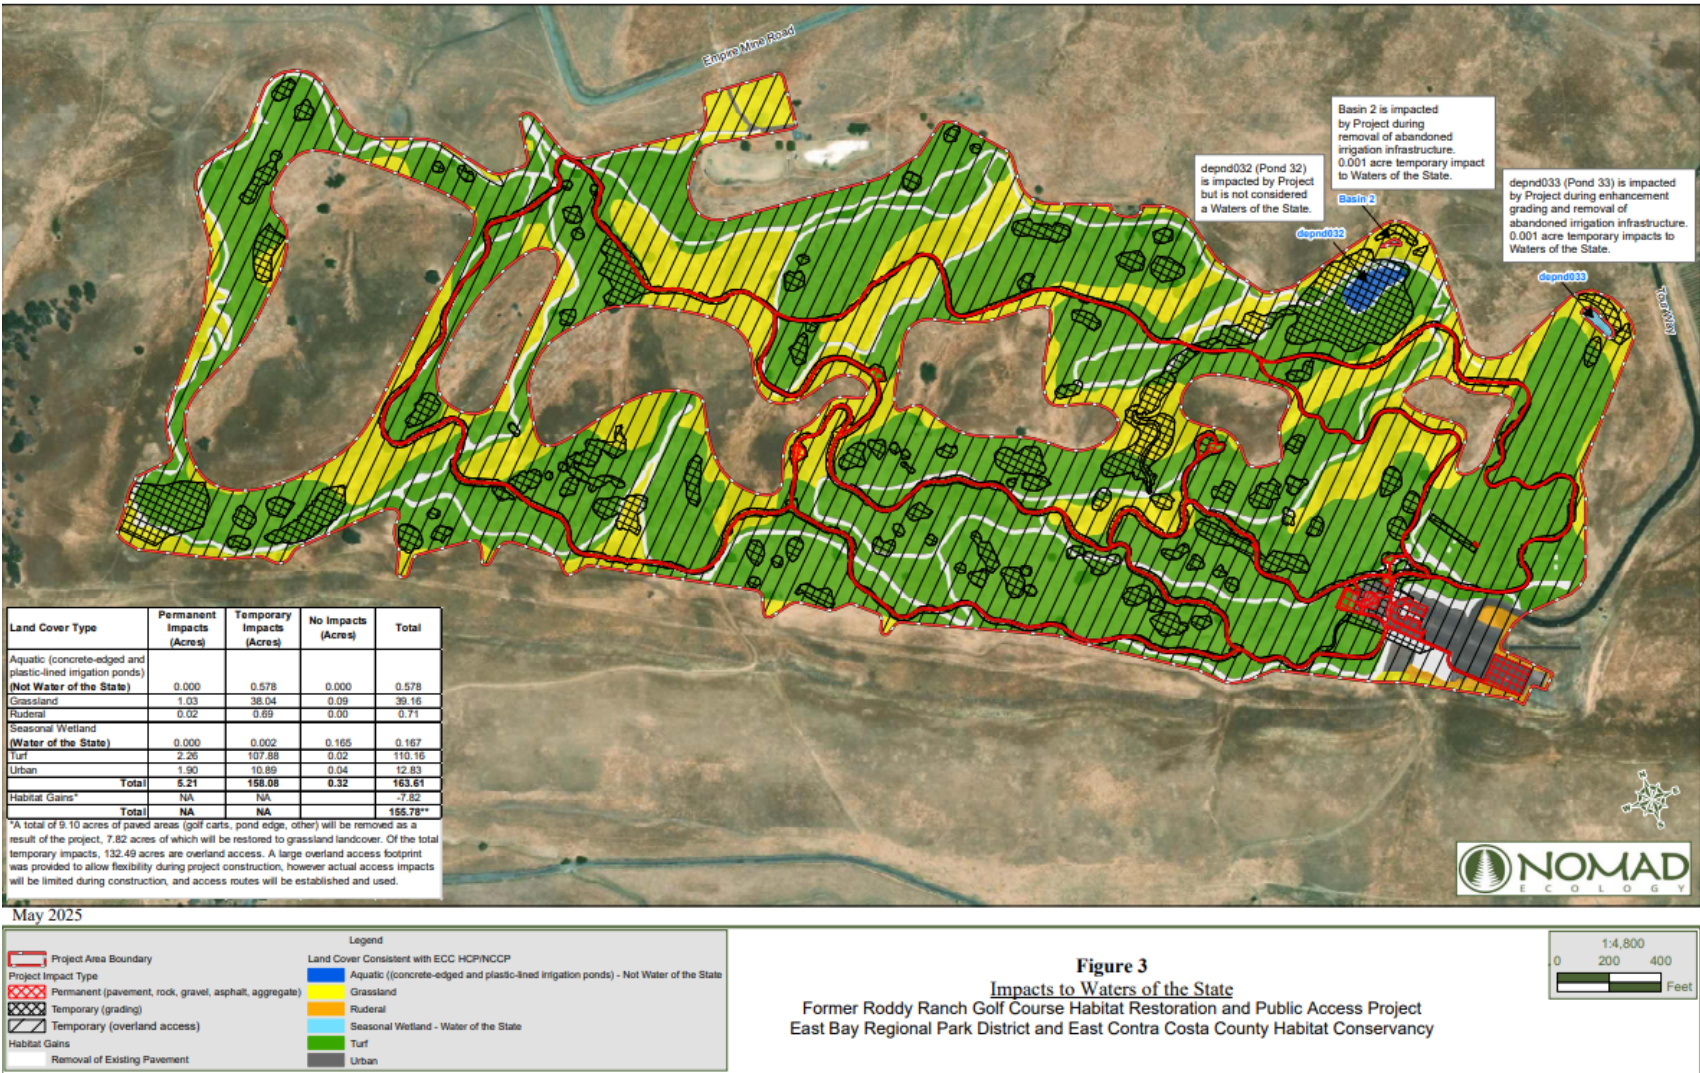 Empire Mine Road
Basin 2 is impacted
by Project during
removal of abandoned
irrigation infrastructure.
0.001 acre temporary impact
to Waters of the State.
depnd032 (Pond 32)
is impacted by Project
but is not considered
a Waters of the State.
depnd033 (Pond 33) is impacted
by Project during enhancement
grading and removal of
abandoned irrigation infrastructure.
0.001 acre temporary impacts to
Waters of the State.
Basin 2
depnd032
depnd033
Land Cover Type Permanent Impacts (Acres) Temporary Impacts (Acres) No Impacts (Acres) Total
Aquatic (concrete-edged and
plastic-lined irrigation ponds)
(Not Water of the State) 0.000 0.578 0.000 0.578
Grassland 1.03 38.04 0.09 39.16
Ruderal 0.02 0.69 0.00 0.71
Seasonal Wetland
(Water of the State) 0.000 0.002 0.165 0.167
Turf 2.26 107.88 0.02 110.16
Urban 1.90 10.89 0.04 12.83
Total 5.21 158.08 0.32 163.61
Habitat Gains* NA NA -7.82
Total NA NA 155.78**
*A total of 9.10 acres of paved areas (golf carts, pond edge, other) will be removed as a
result of the project, 7.82 acres of which will be restored to grassland landcover. Of the total
temporary impacts, 132.49 acres are overland access. A large overland access footprint
was provided to allow flexibility during project construction, however actual access impacts
will be limited during construction, and access routes will be established and used.
NOMAD
ECOLOGY
May 2025
Legend
Project Area Boundary
Project Impact Type
Permanent (pavement, rock, gravel, asphalt, aggregate)
Temporary (grading)
Temporary (overland access)
Habitat Gains
Removal of Existing Pavement
Land Cover Consistent with ECC HCP/NCCP
Aquatic ((concrete-edged and plastic-lined irrigation ponds) - Not Water of the State
Grassland
Ruderal
Seasonal Wetland - Water of the State
Turf
Urban
Figure 3
Impacts to Waters of the State
Former Roddy Ranch Golf Course Habitat Restoration and Public Access Project
East Bay Regional Park District and East Contra Costa County Habitat Conservancy
1:4,800
0 200 400
Feet